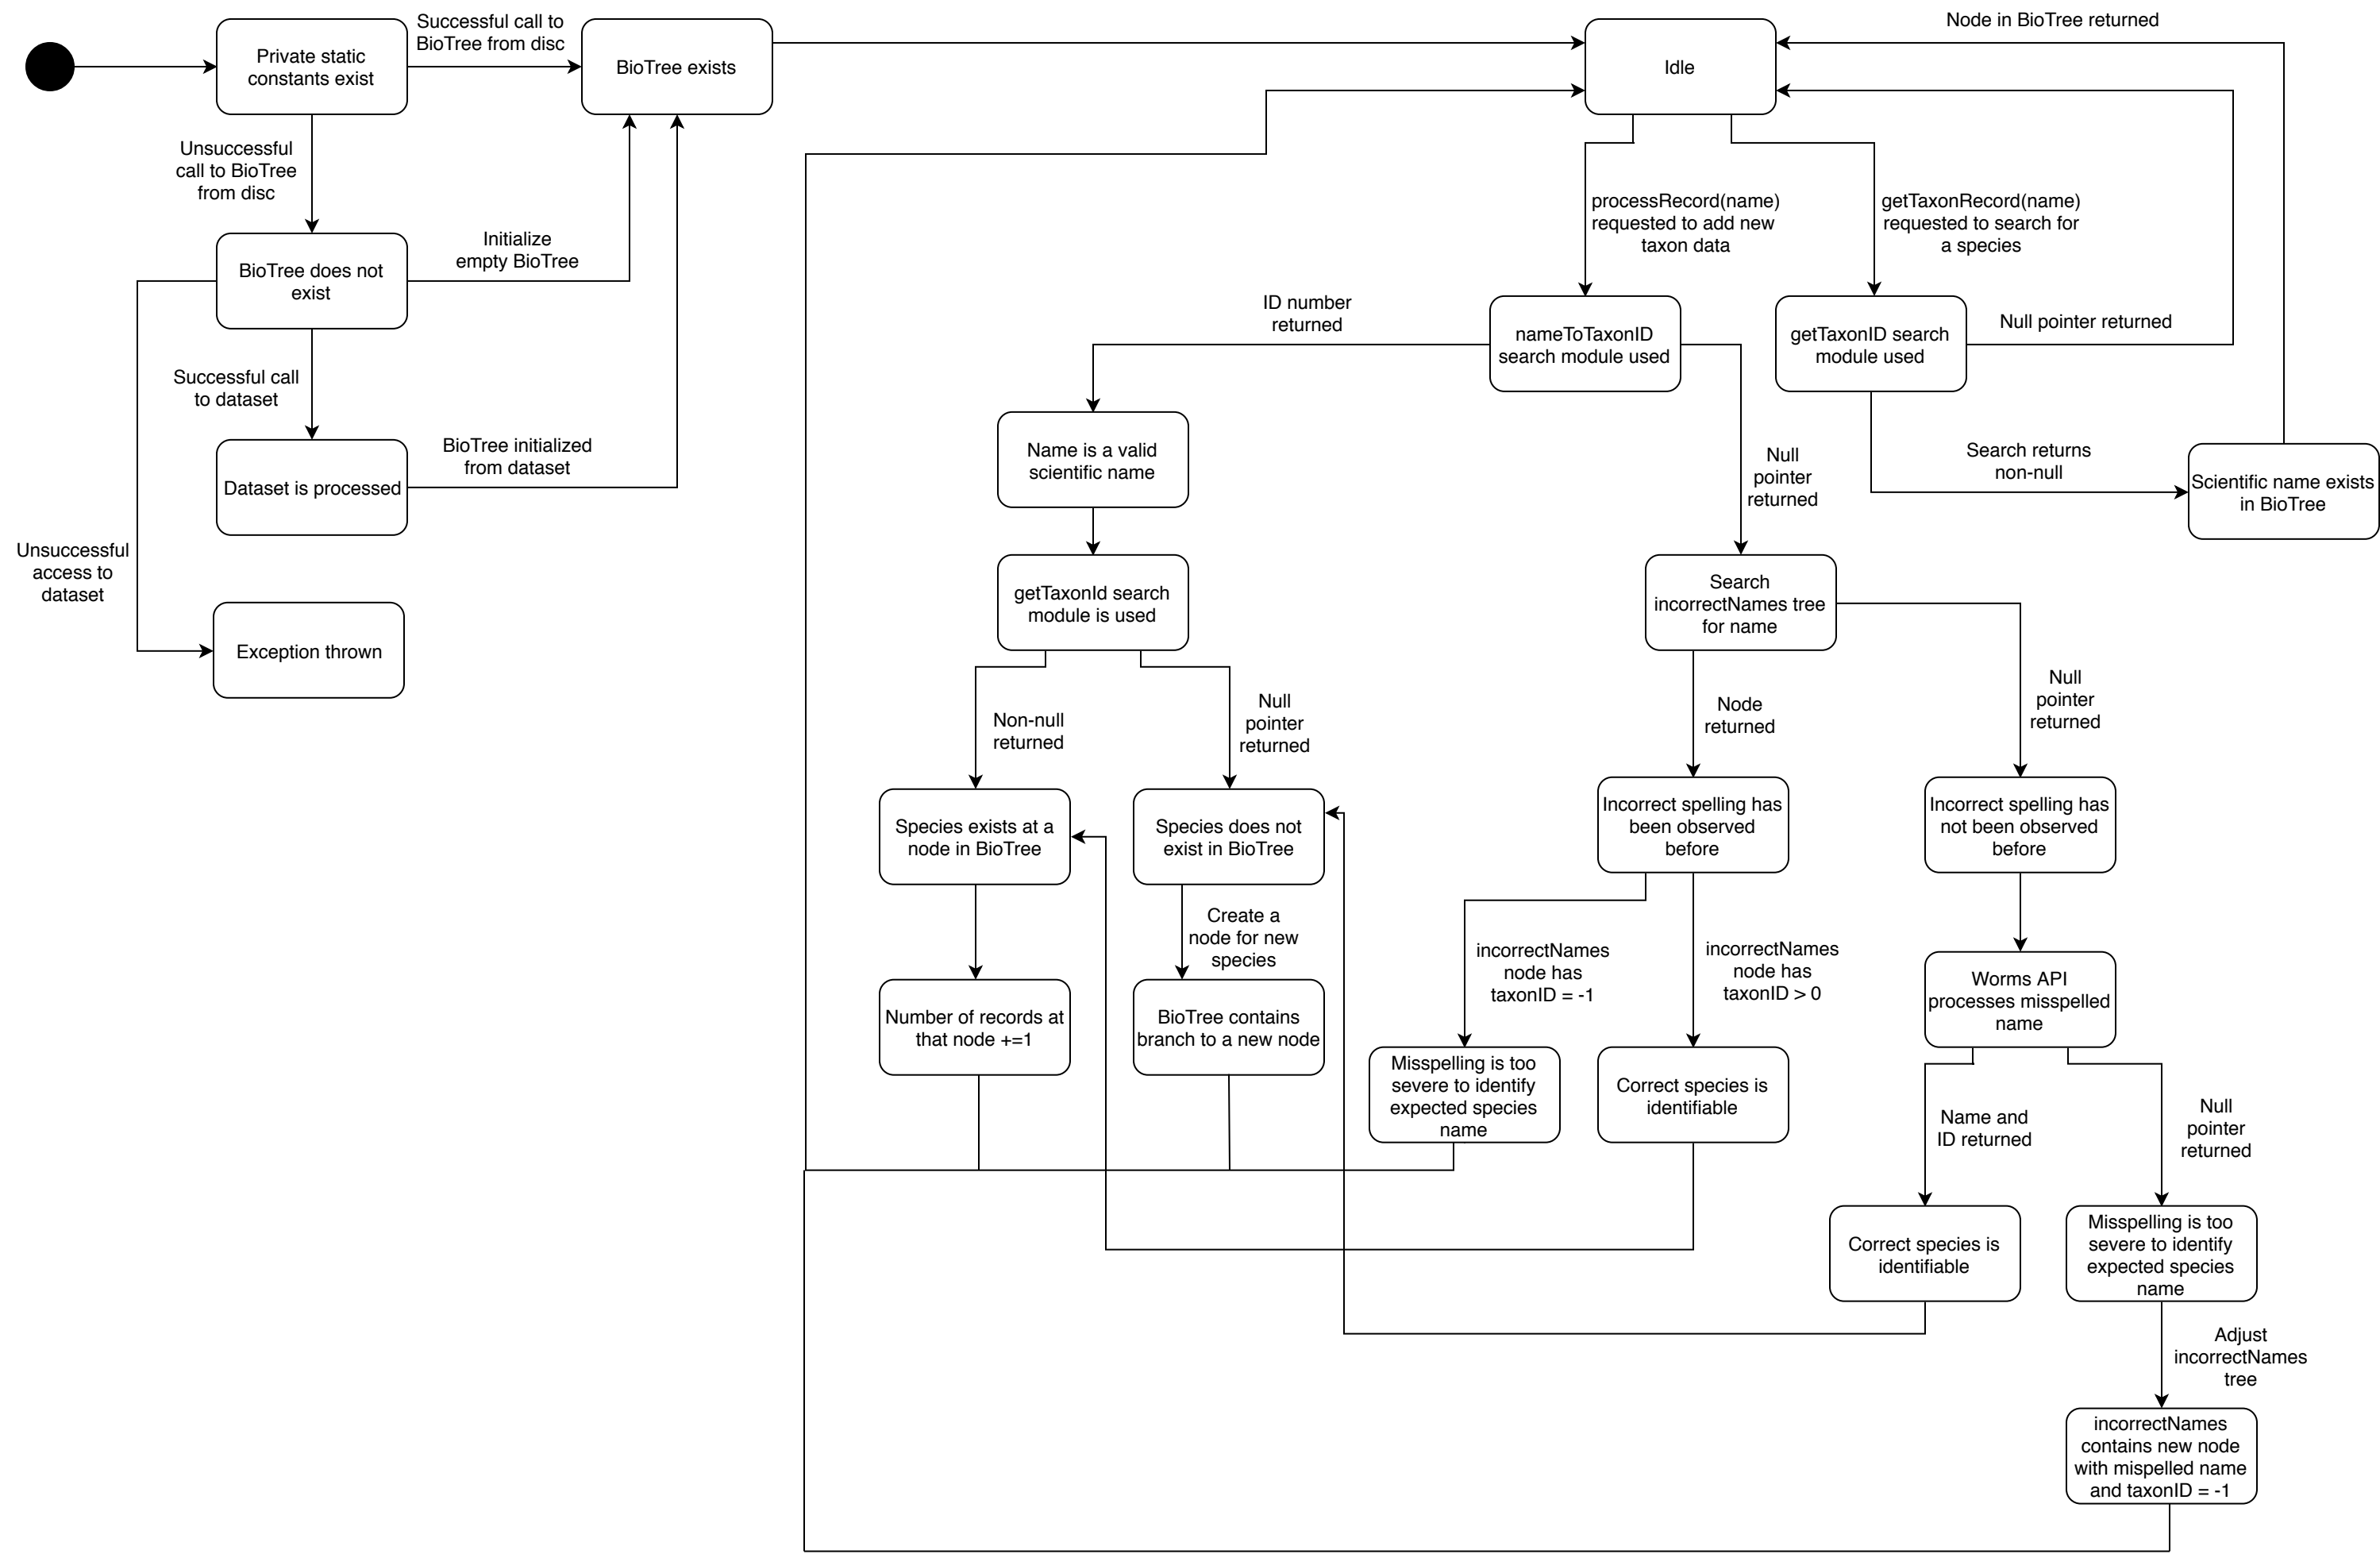 Private static
constants exist
Successful call to
BioTree from disc
BioTree exists
Idle
Node in BioTree returned
Unsuccessful
call to BioTree
from disc
BioTree does not
exist
Initialize
empty BioTree
Successful call
to dataset
Dataset is processed
BioTree initialized
from dataset
Unsuccessful
access to
dataset
Exception thrown
processRecord(name)
requested to add new
taxon data
getTaxonRecord(name)
requested to search for
a species
ID number
returned
nameToTaxonID
search module used
getTaxonID search
module used
Null pointer returned
Name is a valid
scientific name
Null
pointer
returned
Search returns
non-null
Scientific name exists
in BioTree
getTaxonId search
module is used
Search
incorrectNames tree
for name
Non-null
returned
Null
pointer
returned
Node
returned
Null
pointer
returned
Species exists at a
node in BioTree
Species does not
exist in BioTree
Incorrect spelling has
been observed
before
Incorrect spelling has
not been observed
before
Create a
node for new
species
incorrectNames
node has
taxonID = -1
incorrectNames
node has
taxonID > 0
Number of records at
that node +=1
BioTree contains
branch to a new node
Worms API
processes misspelled
name
Misspelling is too
severe to identify
expected species
name
Correct species is
identifiable
Name and
ID returned
Null
pointer
returned
Correct species is
identifiable
Misspelling is too
severe to identify
expected species
name
Adjust
incorrectNames
tree
incorrectNames
contains new node
with mispelled name
and taxonID = -1